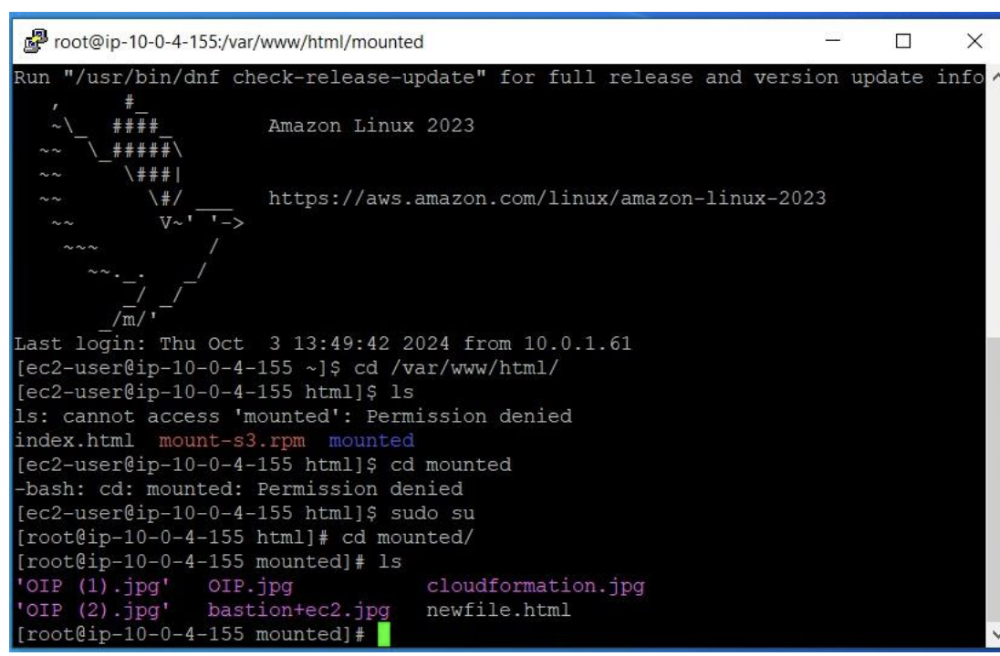 root@ip-10-0-4-155:/var/www/html/mounted
Run "/usr/bin/dnf check-release-update" for full release and version update info
   ,     #_
   ~\_  ####_        Amazon Linux 2023
  ~~  \_#####\
  ~~     \###|
  ~~       \#/ ___   https://aws.amazon.com/linux/amazon-linux-2023
   ~~       V~' '->
    ~~~         /
      ~~._.   _/
         _/ _/
       _/m/'
Last login: Thu Oct  3 13:49:42 2024 from 10.0.1.61
[ec2-user@ip-10-0-4-155 ~]$ cd /var/www/html/
[ec2-user@ip-10-0-4-155 html]$ ls
ls: cannot access 'mounted': Permission denied
index.html  mount-s3.rpm  mounted
[ec2-user@ip-10-0-4-155 html]$ cd mounted
-bash: cd: mounted: Permission denied
[ec2-user@ip-10-0-4-155 html]$ sudo su
[root@ip-10-0-4-155 html]# cd mounted/
[root@ip-10-0-4-155 mounted]# ls
'OIP (1).jpg'   OIP.jpg           cloudformation.jpg
'OIP (2).jpg'   bastion+ec2.jpg   newfile.html
[root@ip-10-0-4-155 mounted]#